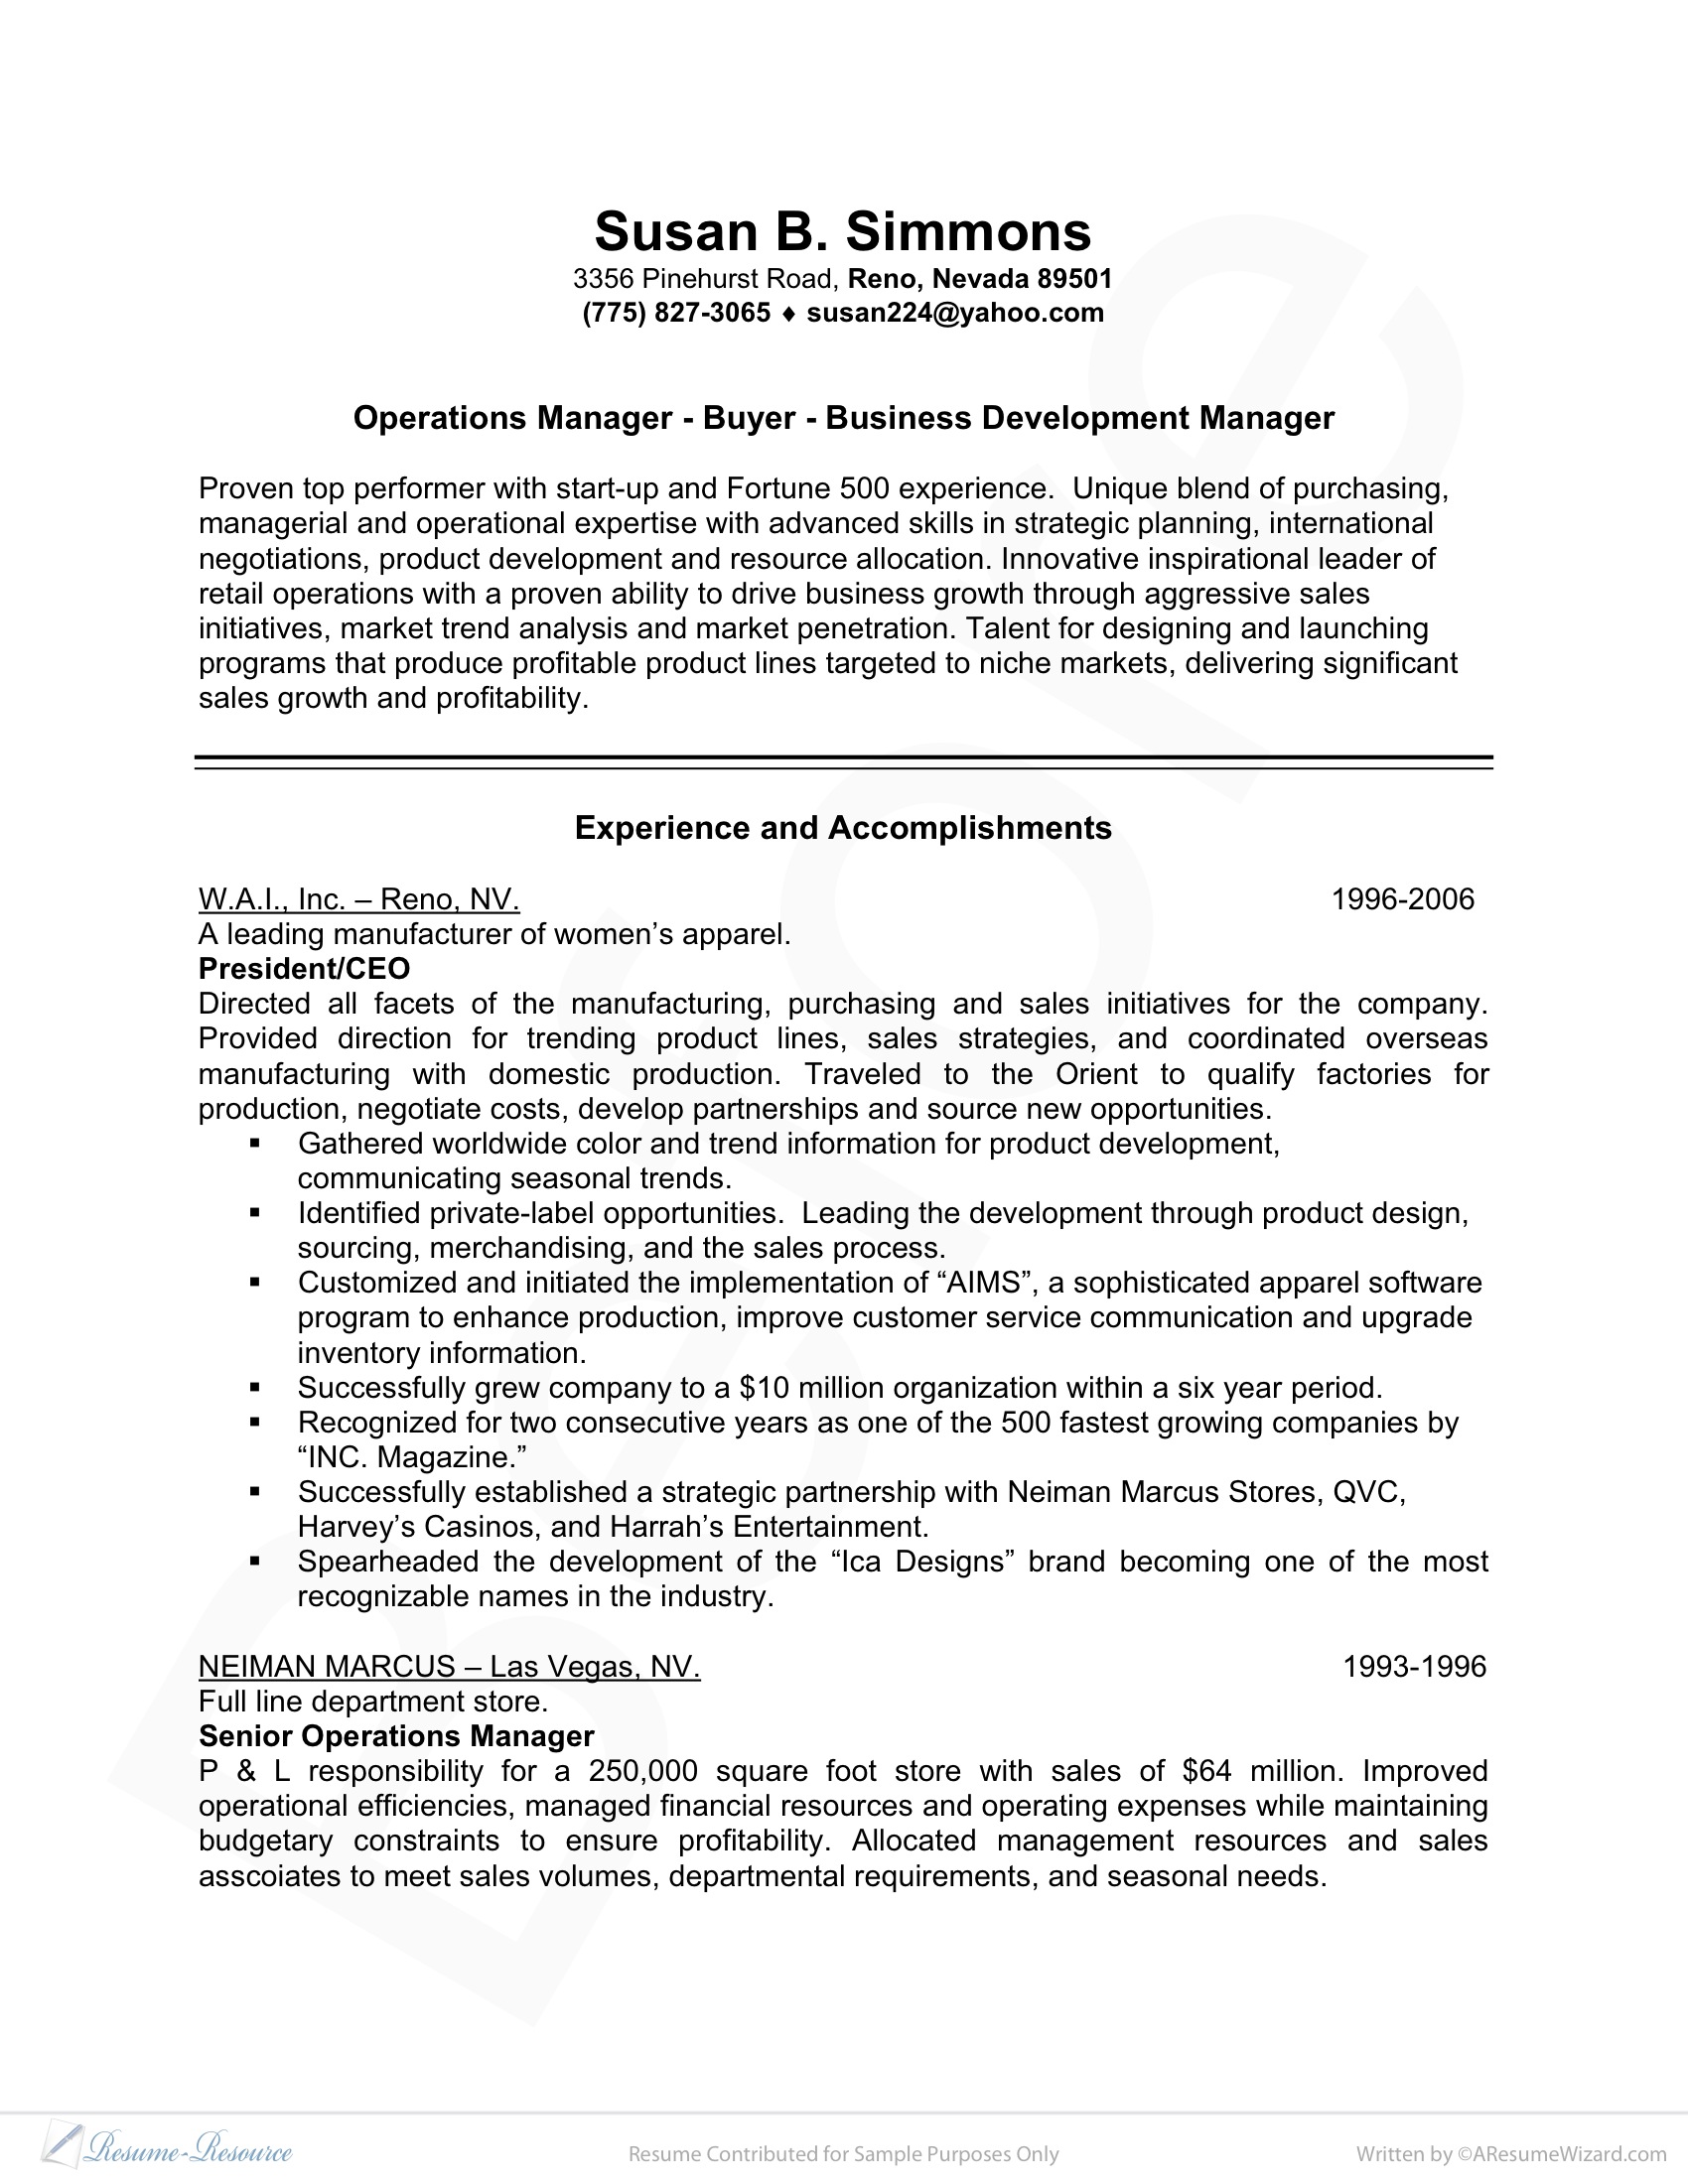 Susan B. Simmons
3356 Pinehurst Road, Reno, Nevada 89501
(775) 827-3065 ♦ susan224@yahoo.com
Operations Manager - Buyer - Business Development Manager
Proven top performer with start-up and Fortune 500 experience.  Unique blend of purchasing,
managerial and operational expertise with advanced skills in strategic planning, international
negotiations, product development and resource allocation. Innovative inspirational leader of
retail operations with a proven ability to drive business growth through aggressive sales
initiatives, market trend analysis and market penetration. Talent for designing and launching
programs that produce profitable product lines targeted to niche markets, delivering significant
sales growth and profitability.
Experience and Accomplishments
W.A.I., Inc. – Reno, NV. 1996-2006
A leading manufacturer of women’s apparel.
President/CEO
Directed all facets of the manufacturing, purchasing and sales initiatives for the company.
Provided direction for trending product lines, sales strategies, and coordinated overseas
manufacturing with domestic production. Traveled to the Orient to qualify factories for
production, negotiate costs, develop partnerships and source new opportunities.
▪ Gathered worldwide color and trend information for product development,
communicating seasonal trends.
▪ Identified private-label opportunities.  Leading the development through product design,
sourcing, merchandising, and the sales process.
▪ Customized and initiated the implementation of “AIMS”, a sophisticated apparel software
program to enhance production, improve customer service communication and upgrade
inventory information.
▪ Successfully grew company to a $10 million organization within a six year period.
▪ Recognized for two consecutive years as one of the 500 fastest growing companies by
“INC. Magazine.”
▪ Successfully established a strategic partnership with Neiman Marcus Stores, QVC,
Harvey’s Casinos, and Harrah’s Entertainment.
▪ Spearheaded the development of the “Ica Designs” brand becoming one of the most
recognizable names in the industry.
NEIMAN MARCUS – Las Vegas, NV. 1993-1996
Full line department store.
Senior Operations Manager
P & L responsibility for a 250,000 square foot store with sales of $64 million. Improved
operational efficiencies, managed financial resources and operating expenses while maintaining
budgetary constraints to ensure profitability. Allocated management resources and sales
asscoiates to meet sales volumes, departmental requirements, and seasonal needs.
Before
Resume-Resource
Resume Contributed for Sample Purposes Only
Written by ©AResumeWizard.com